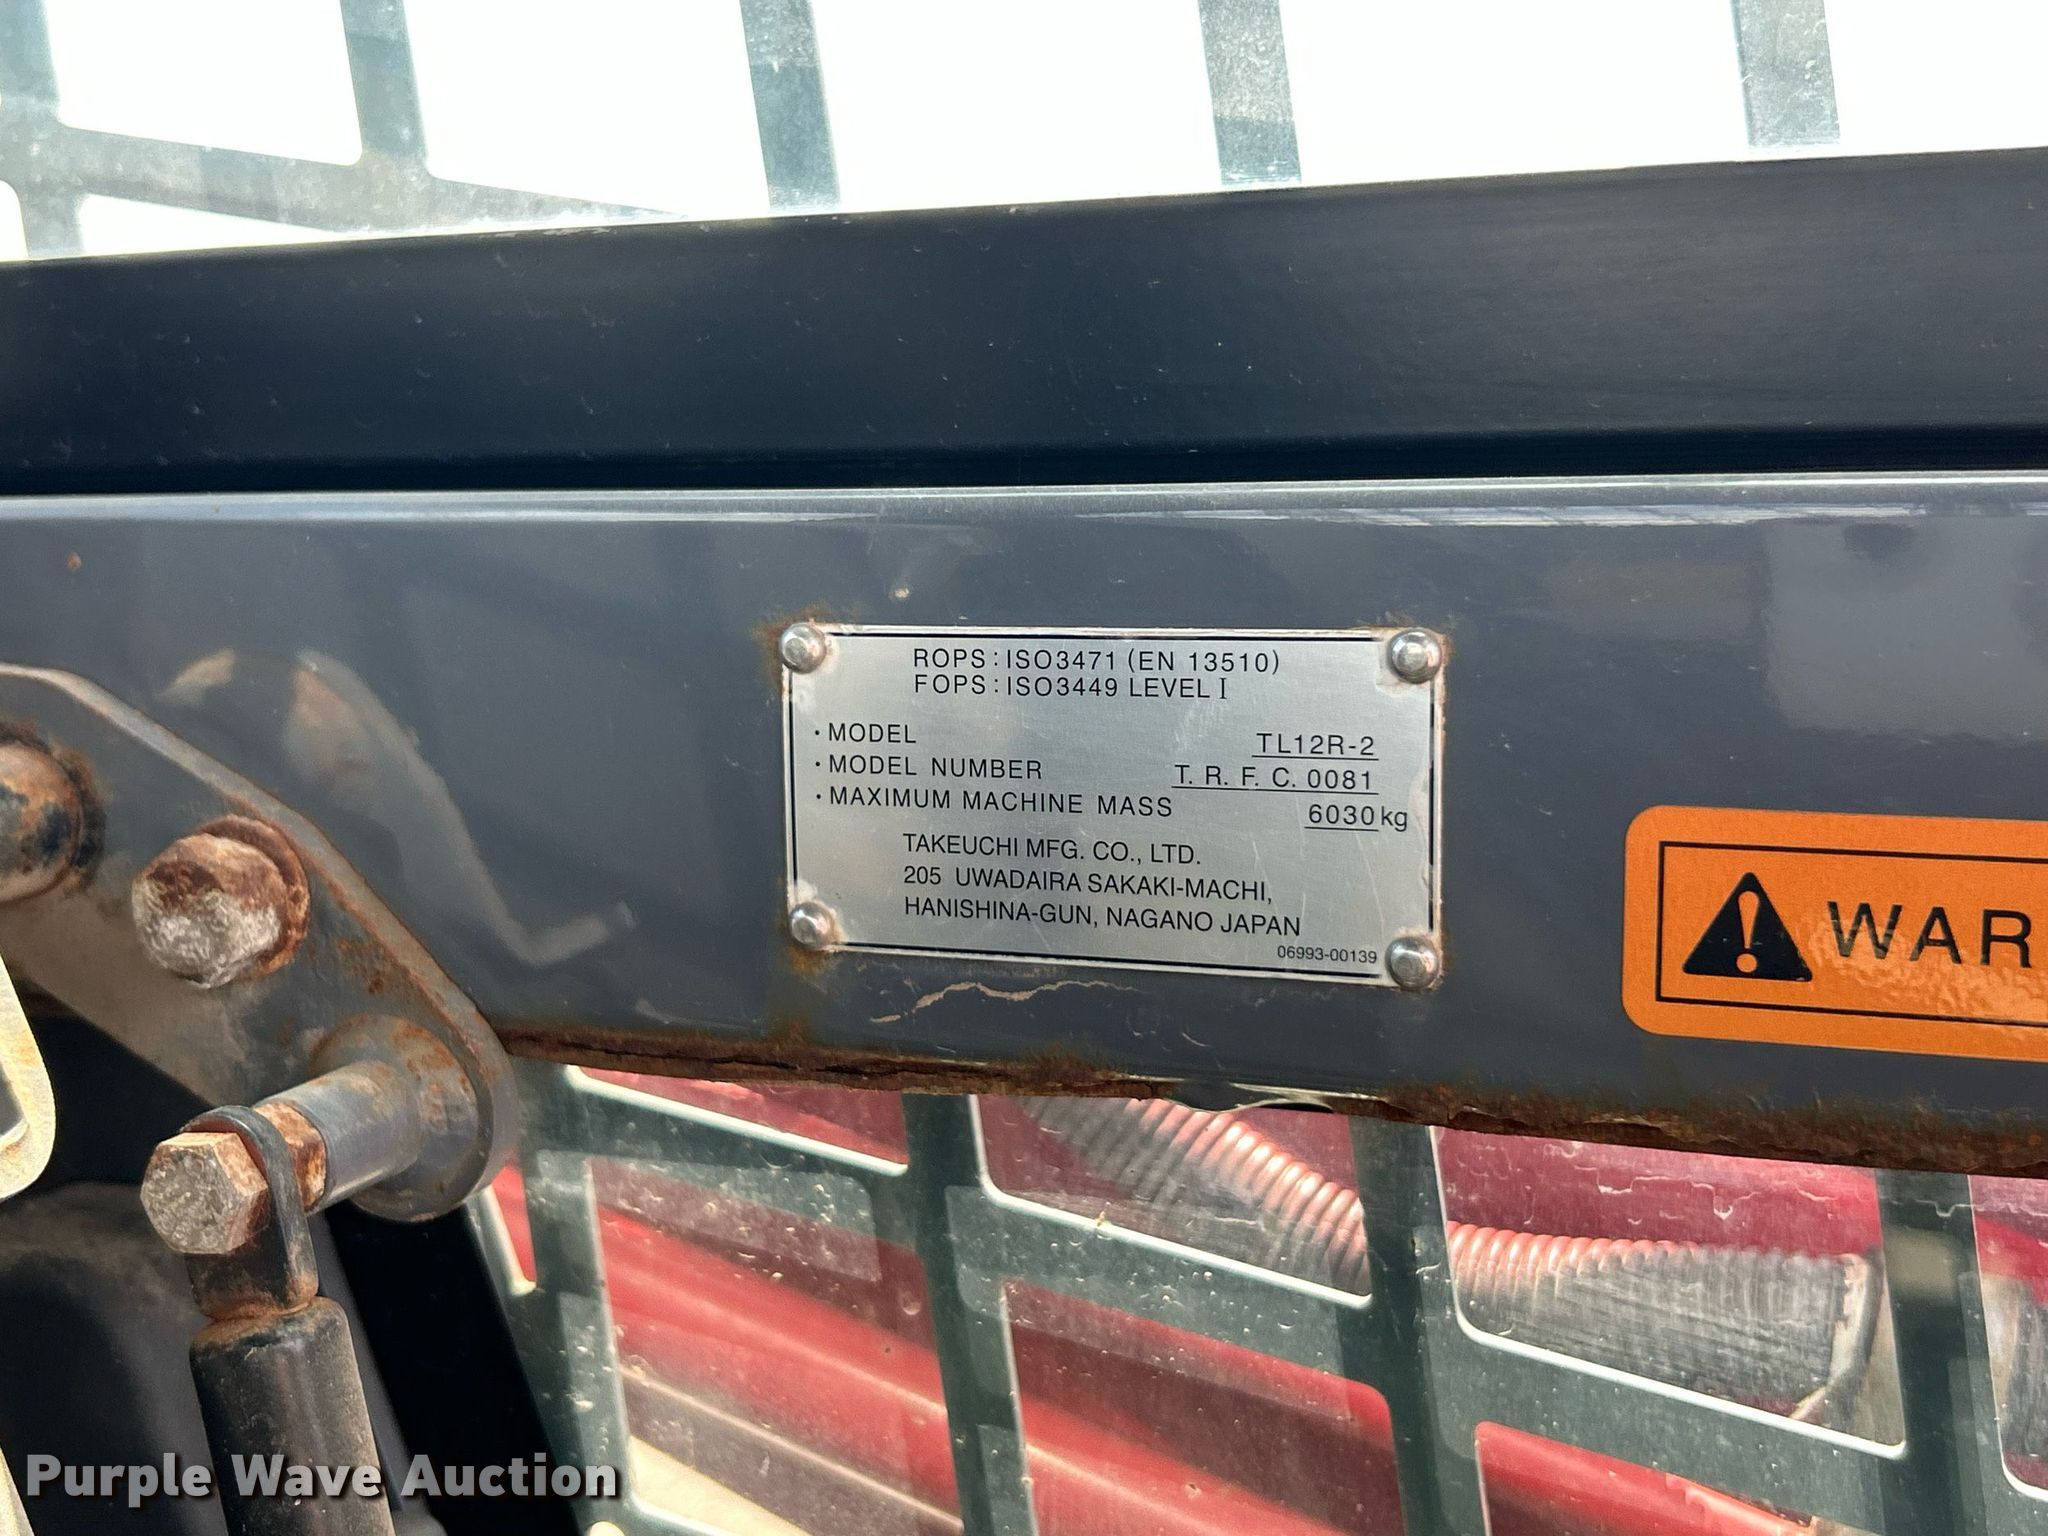 ROPS : ISO3471 (EN 13510)
FOPS : ISO3449 LEVEL I
· MODEL TL12R-2
· MODEL NUMBER T. R. F. C. 0081
· MAXIMUM MACHINE MASS 6030 kg
TAKEUCHI MFG. CO., LTD.
205 UWADAIRA SAKAKI-MACHI,
HANISHINA-GUN, NAGANO JAPAN
06993-00139
WAR
Purple Wave Auction